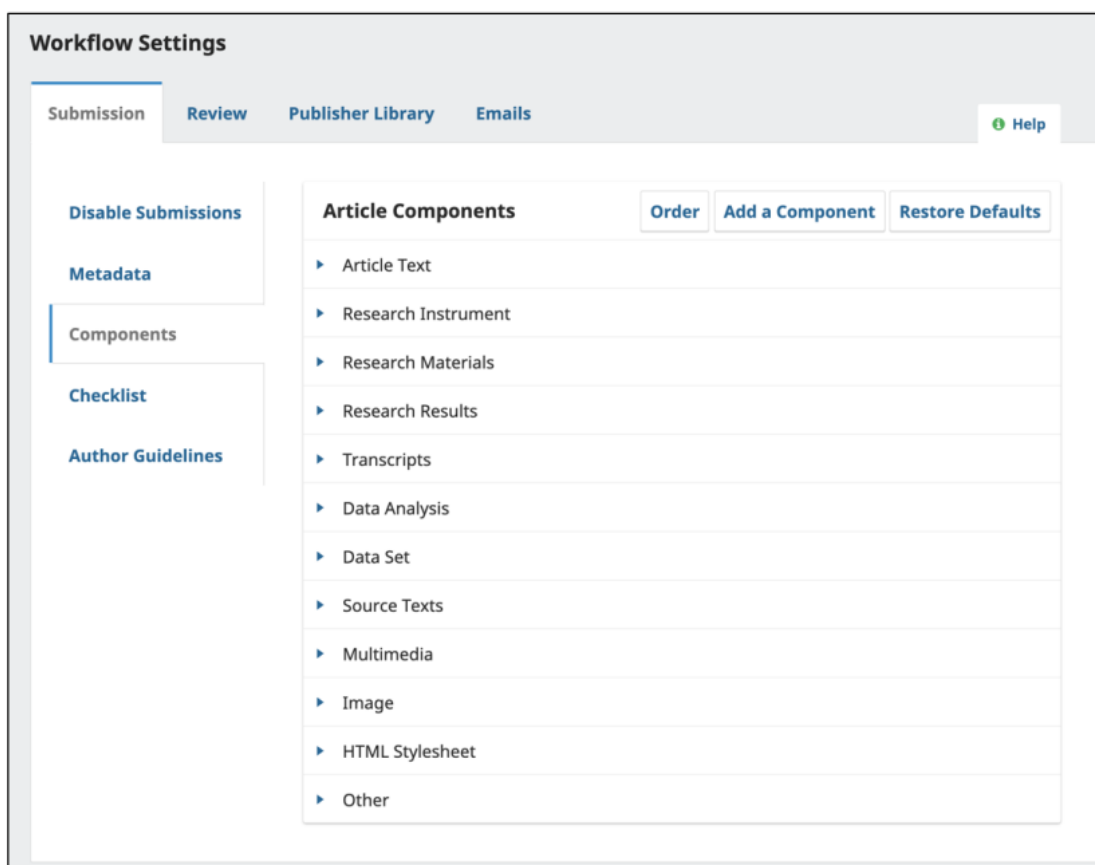 Workflow Settings
Submission Review Publisher Library Emails
Help
Disable Submissions
Metadata
Components
Checklist
Author Guidelines
Article Components Order Add a Component Restore Defaults
Article Text
Research Instrument
Research Materials
Research Results
Transcripts
Data Analysis
Data Set
Source Texts
Multimedia
Image
HTML Stylesheet
Other